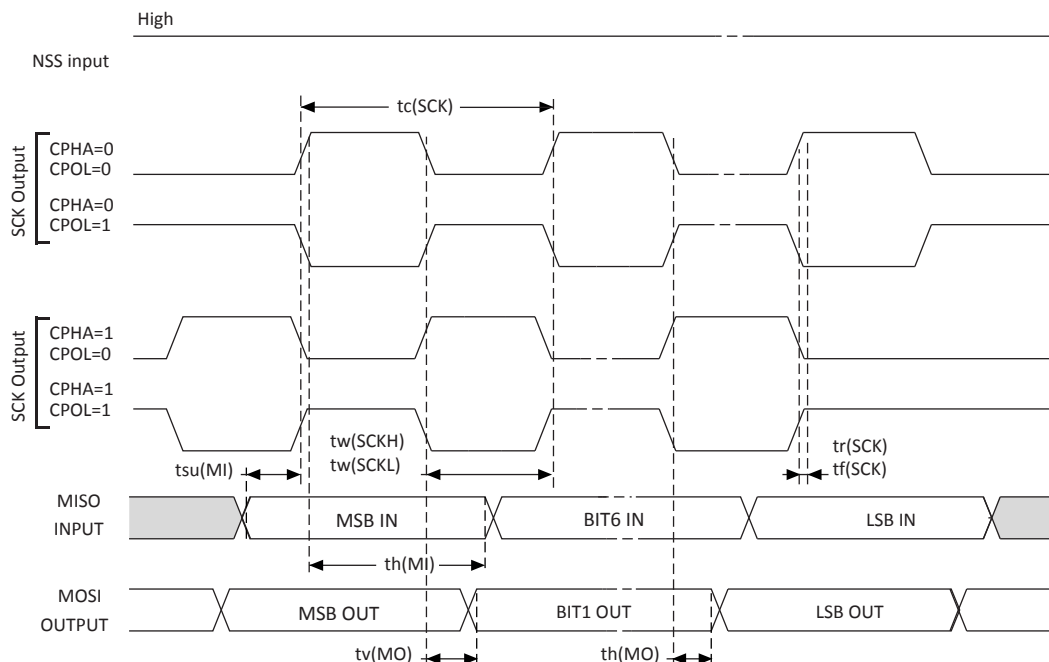 High
NSS input
tc(SCK)
SCK Output
CPHA=0
CPOL=0
CPHA=0
CPOL=1
SCK Output
CPHA=1
CPOL=0
CPHA=1
CPOL=1
tsu(MI)
tw(SCKH)
tw(SCKL)
tr(SCK)
tf(SCK)
MISO
INPUT
MSB IN
BIT6 IN
LSB IN
th(MI)
MOSI
OUTPUT
MSB OUT
BIT1 OUT
LSB OUT
tv(MO)
th(MO)